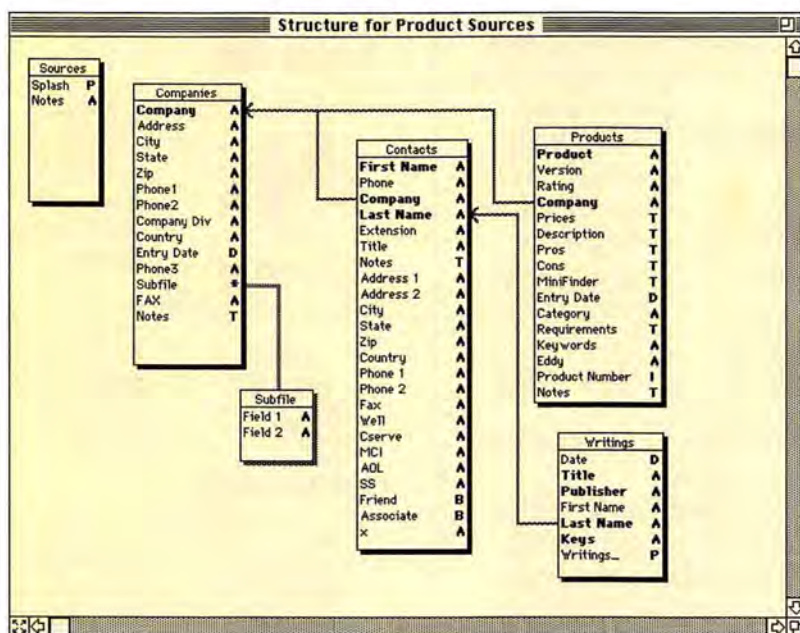 Structure for Product Sources
Sources
Splash P
Notes A
Companies
Company A
Address A
City A
State A
Zip A
Phone1 A
Phone2 A
Company Div A
Country A
Entry Date D
Phone3 A
Subfile *
FAX A
Notes T
Subfile
Field 1 A
Field 2 A
Contacts
First Name A
Phone A
Company A
Last Name A
Extension A
Title A
Notes T
Address 1 A
Address 2 A
City A
State A
Zip A
Country A
Phone 1 A
Phone 2 A
Fax A
Well A
Cserve A
MCI A
AOL A
SS A
Friend B
Associate B
x A
Products
Product A
Version A
Rating A
Company A
Prices T
Description T
Pros T
Cons T
MiniFinder T
Entry Date D
Category A
Requirements T
Keywords A
Eddy A
Product Number I
Notes T
Writings
Date D
Title A
Publisher A
First Name A
Last Name A
Keys A
Writings_ P